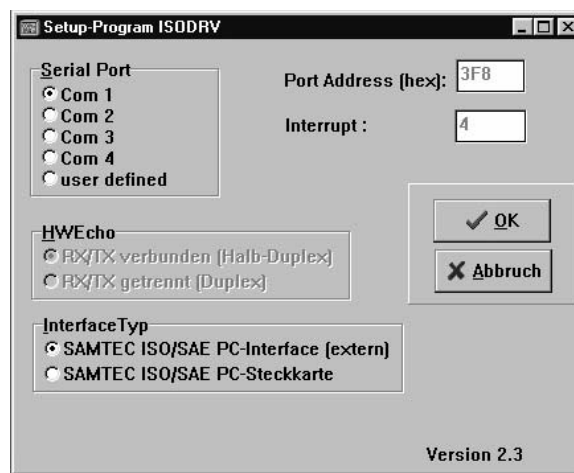 Setup-Program ISODRV
Serial Port
Com 1
Com 2
Com 3
Com 4
user defined
Port Address (hex): 3F8
Interrupt : 4
HWEcho
RX/TX verbunden (Halb-Duplex)
RX/TX getrennt (Duplex)
OK
Abbruch
InterfaceTyp
SAMTEC ISO/SAE PC-Interface (extern)
SAMTEC ISO/SAE PC-Steckkarte
Version 2.3